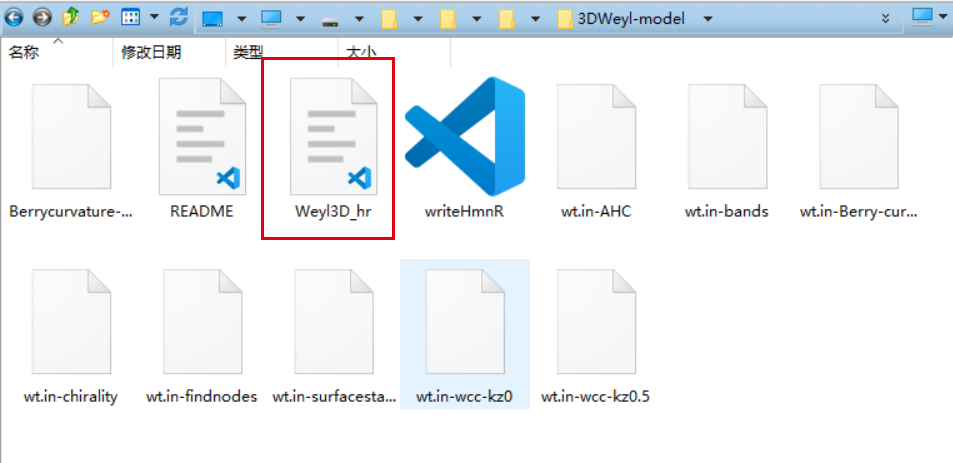 3DWeyl-model
名称 修改日期 类型 大小
Berrycurvature-... README Weyl3D_hr writeHmnR wt.in-AHC wt.in-bands wt.in-Berry-cur...
wt.in-chirality wt.in-findnodes wt.in-surfacesta... wt.in-wcc-kz0 wt.in-wcc-kz0.5